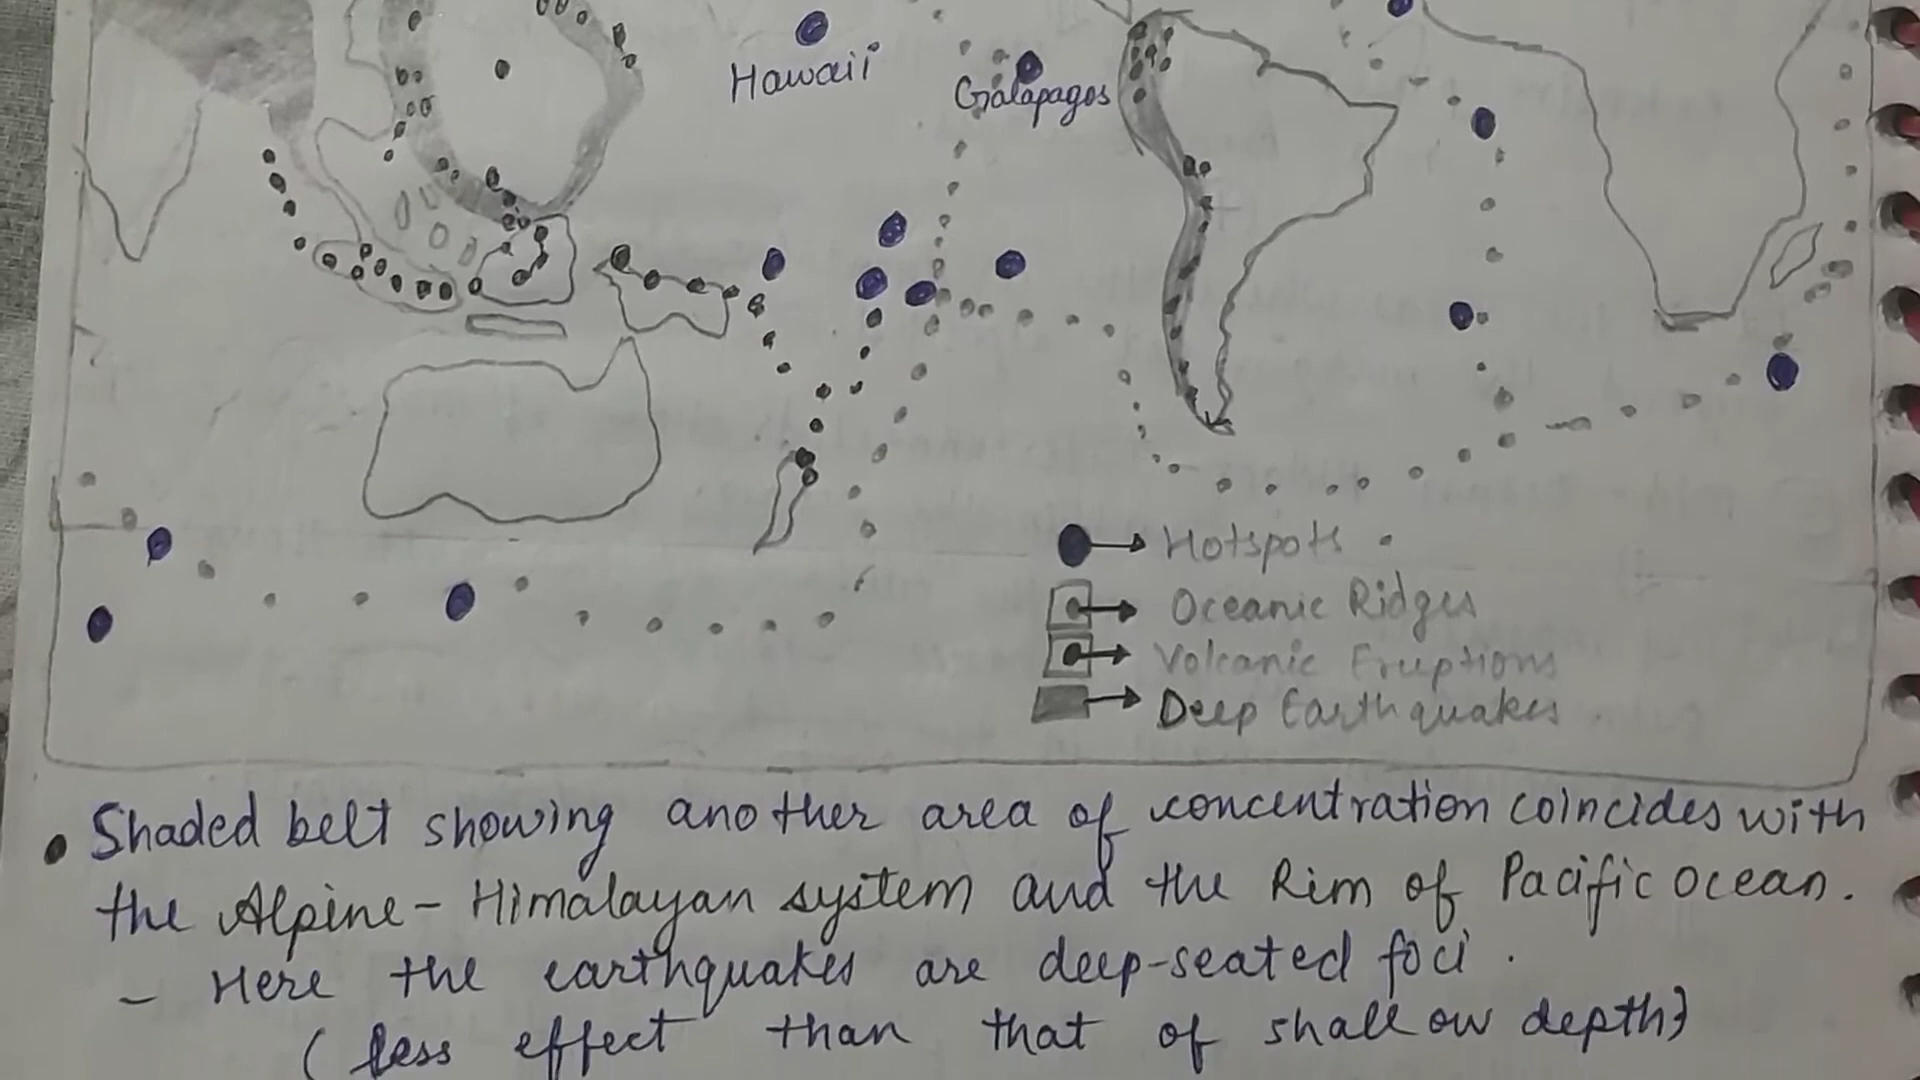 Hawaii
Galapagos
Hotspots
Oceanic Ridges
Volcanic Eruptions
Deep Earthquakes
Shaded belt showing another area of concentration coincides with
the Alpine-Himalayan system and the Rim of Pacific ocean.
- Here the earthquakes are deep-seated foci.
(less effect than that of shallow depth)